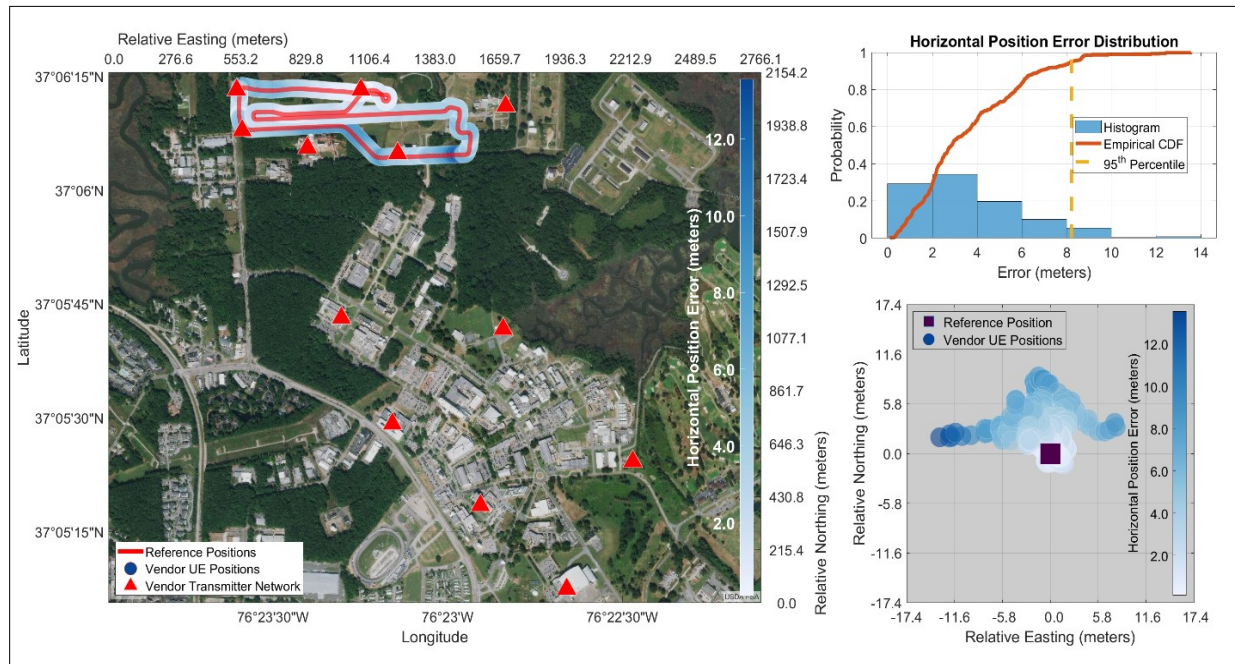 Relative Easting (meters)
0.0 276.6 553.2 829.8 1106.4 1383.0 1659.7 1936.3 2212.9 2489.5 2766.1
37°06'15"N
37°06'N
37°05'45"N
37°05'30"N
37°05'15"N
Latitude
76°23'30"W 76°23'W 76°22'30"W
Longitude
Reference Positions
Vendor UE Positions
Vendor Transmitter Network
12.0
10.0
8.0
6.0
4.0
2.0
Horizontal Position Error (meters)
2154.2
1938.8
1723.4
1507.9
1292.5
1077.1
861.7
646.3
430.8
215.4
0.0
Relative Northing (meters)
Horizontal Position Error Distribution
1
0.8
0.6
0.4
0.2
0
Probability
0 2 4 6 8 10 12 14
Error (meters)
Histogram
Empirical CDF
95th Percentile
17.4
11.6
5.8
0.0
-5.8
-11.6
-17.4
Relative Northing (meters)
-17.4 -11.6 -5.8 0.0 5.8 11.6 17.4
Relative Easting (meters)
Reference Position
Vendor UE Positions
12.0
10.0
8.0
6.0
4.0
2.0
Horizontal Position Error (meters)